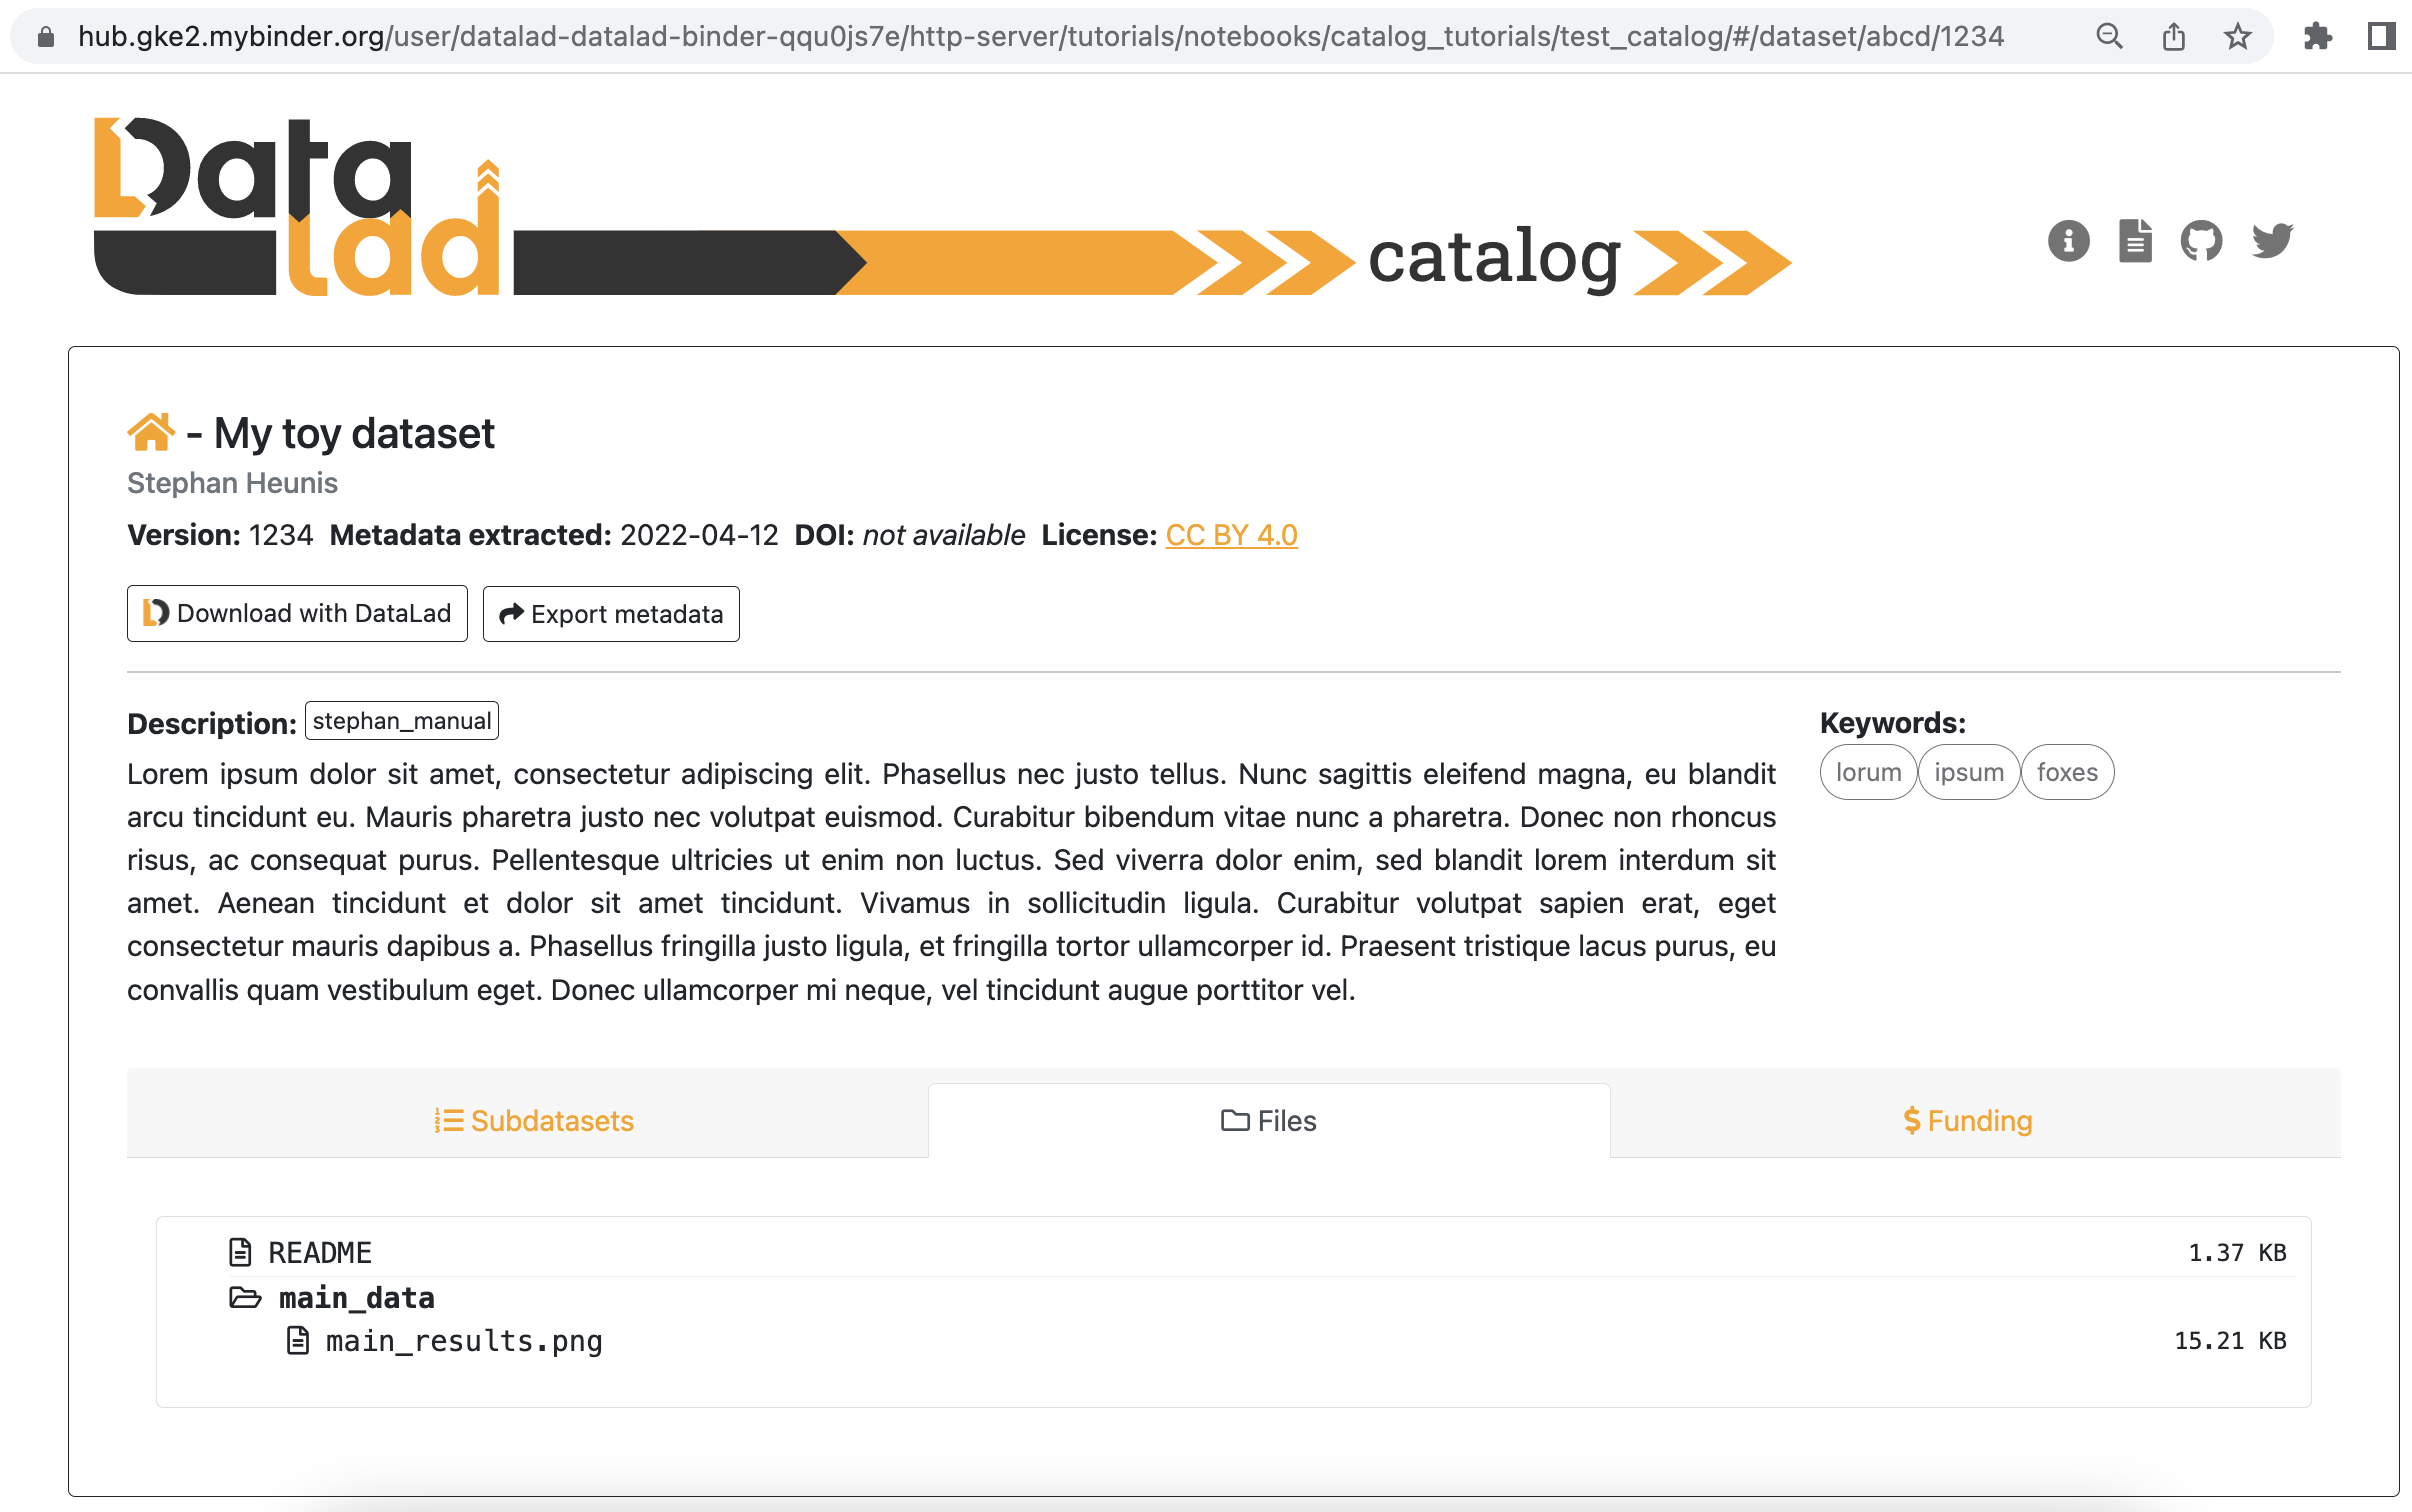 hub.gke2.mybinder.org/user/datalad-datalad-binder-qqu0js7e/http-server/tutorials/notebooks/catalog_tutorials/test_catalog/#/dataset/abcd/1234
Data
lad
catalog
- My toy dataset
Stephan Heunis
Version: 1234 Metadata extracted: 2022-04-12 DOI: not available License: CC BY 4.0
Download with DataLad Export metadata
Description: stephan_manual
Lorem ipsum dolor sit amet, consectetur adipiscing elit. Phasellus nec justo tellus. Nunc sagittis eleifend magna, eu blandit
arcu tincidunt eu. Mauris pharetra justo nec volutpat euismod. Curabitur bibendum vitae nunc a pharetra. Donec non rhoncus
risus, ac consequat purus. Pellentesque ultricies ut enim non luctus. Sed viverra dolor enim, sed blandit lorem interdum sit
amet. Aenean tincidunt et dolor sit amet tincidunt. Vivamus in sollicitudin ligula. Curabitur volutpat sapien erat, eget
consectetur mauris dapibus a. Phasellus fringilla justo ligula, et fringilla tortor ullamcorper id. Praesent tristique lacus purus, eu
convallis quam vestibulum eget. Donec ullamcorper mi neque, vel tincidunt augue porttitor vel.
Keywords:
lorum ipsum foxes
Subdatasets Files Funding
README 1.37 KB
main_data
main_results.png 15.21 KB